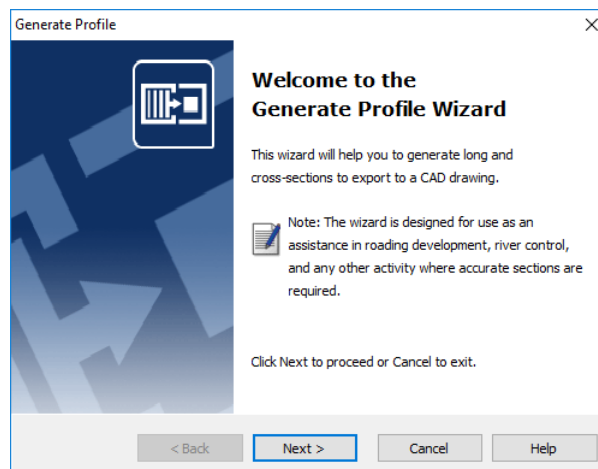 Generate Profile
Welcome to the
Generate Profile Wizard
This wizard will help you to generate long and
cross-sections to export to a CAD drawing.
Note: The wizard is designed for use as an
assistance in roading development, river control,
and any other activity where accurate sections are
required.
Click Next to proceed or Cancel to exit.
< Back
Next >
Cancel
Help